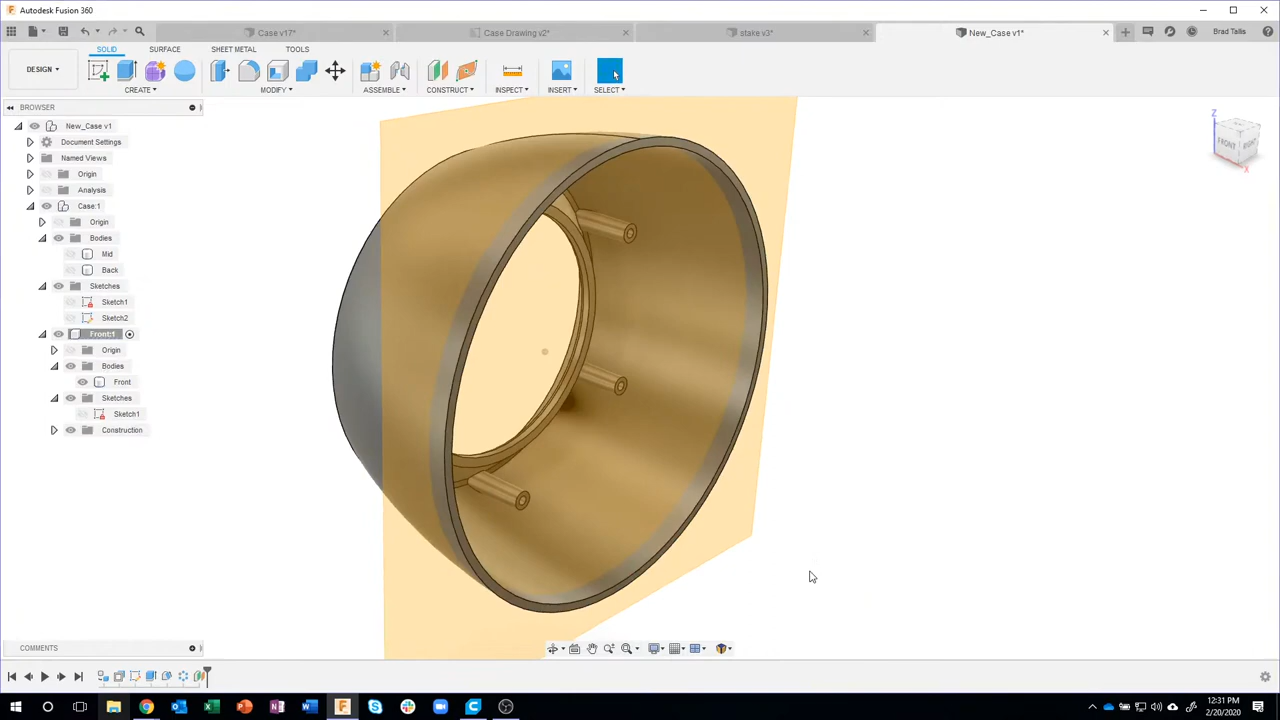 Autodesk Fusion 360
Case v17* Case Drawing v2* stake v3* New_Case v1* Brad Tallis
SOLID SURFACE SHEET METAL TOOLS
DESIGN
CREATE MODIFY ASSEMBLE CONSTRUCT INSPECT INSERT SELECT
BROWSER
New_Case v1
Document Settings
Named Views
Origin
Analysis
Case:1
Origin
Bodies
Mid
Back
Sketches
Sketch1
Sketch2
Front:1
Origin
Bodies
Front
Sketches
Sketch1
Construction
Z
FRONT RIGHT
X
COMMENTS
12:31 PM
2/20/2020